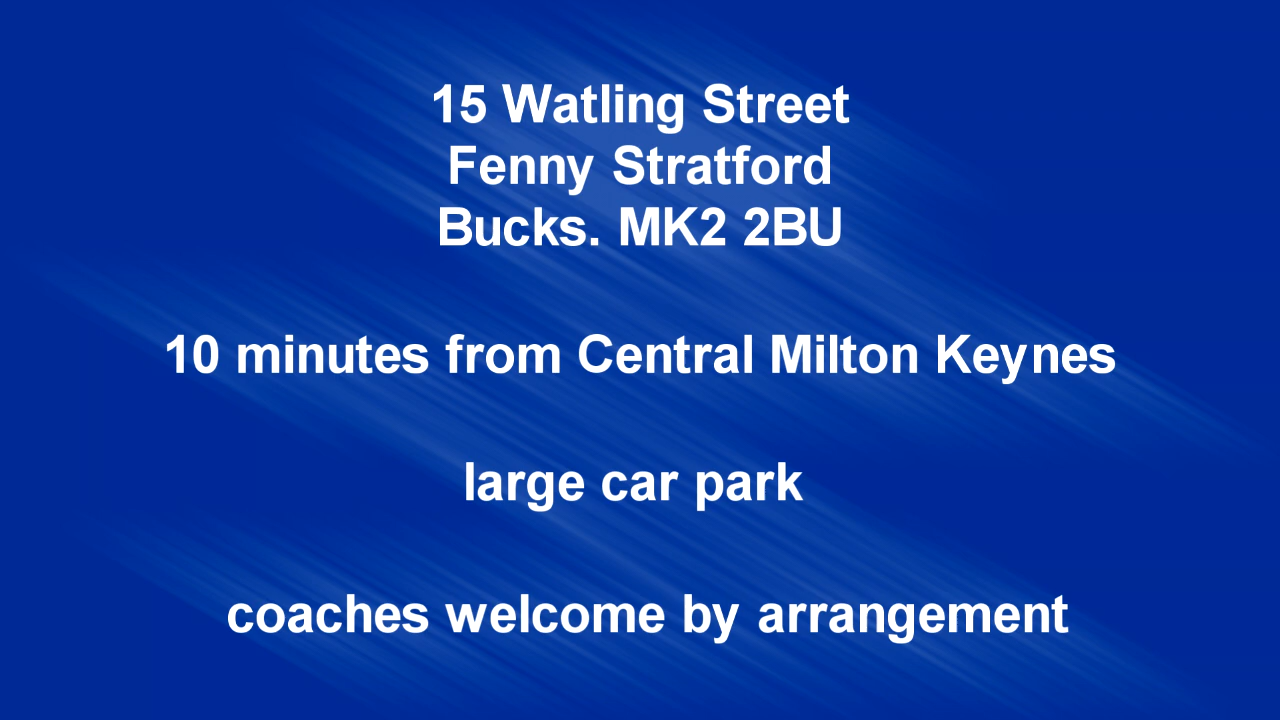 15 Watling Street
Fenny Stratford
Bucks. MK2 2BU
10 minutes from Central Milton Keynes
large car park
coaches welcome by arrangement